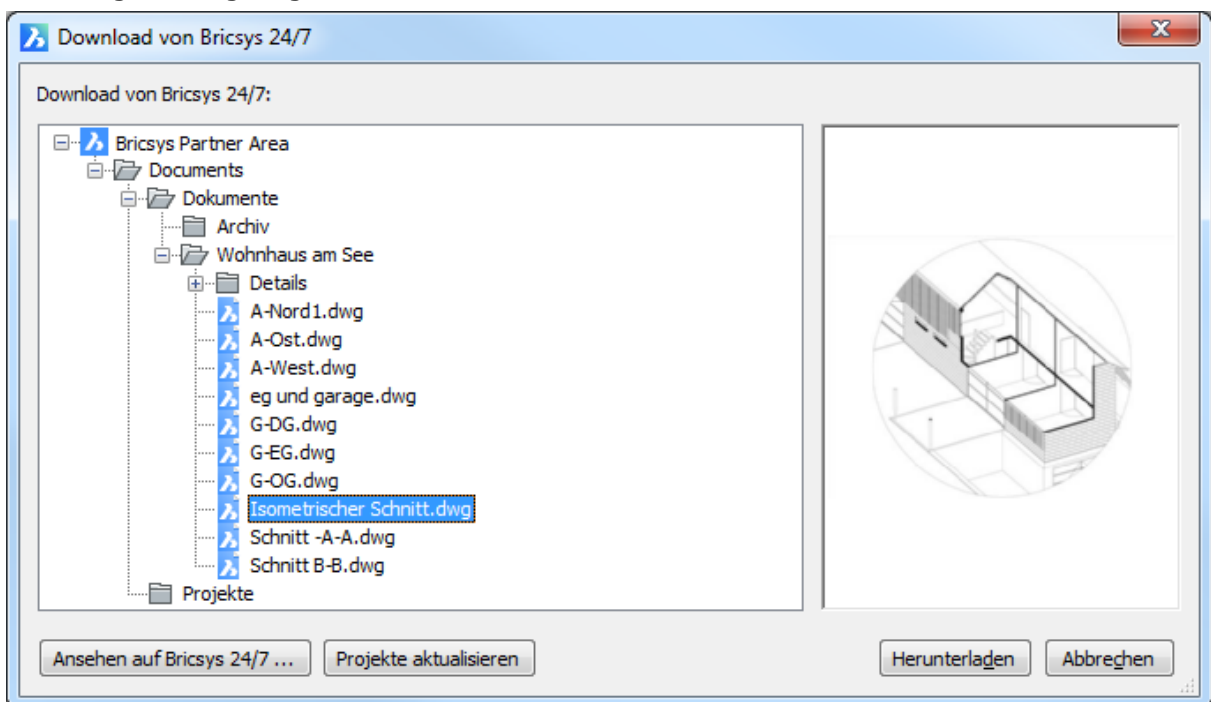 Download von Bricsys 24/7
Download von Bricsys 24/7:
Bricsys Partner Area
Documents
Dokumente
Archiv
Wohnhaus am See
Details
A-Nord1.dwg
A-Ost.dwg
A-West.dwg
eg und garage.dwg
G-DG.dwg
G-EG.dwg
G-OG.dwg
Isometrischer Schnitt.dwg
Schnitt -A-A.dwg
Schnitt B-B.dwg
Projekte
Ansehen auf Bricsys 24/7 ... Projekte aktualisieren Herunterladen Abbrechen